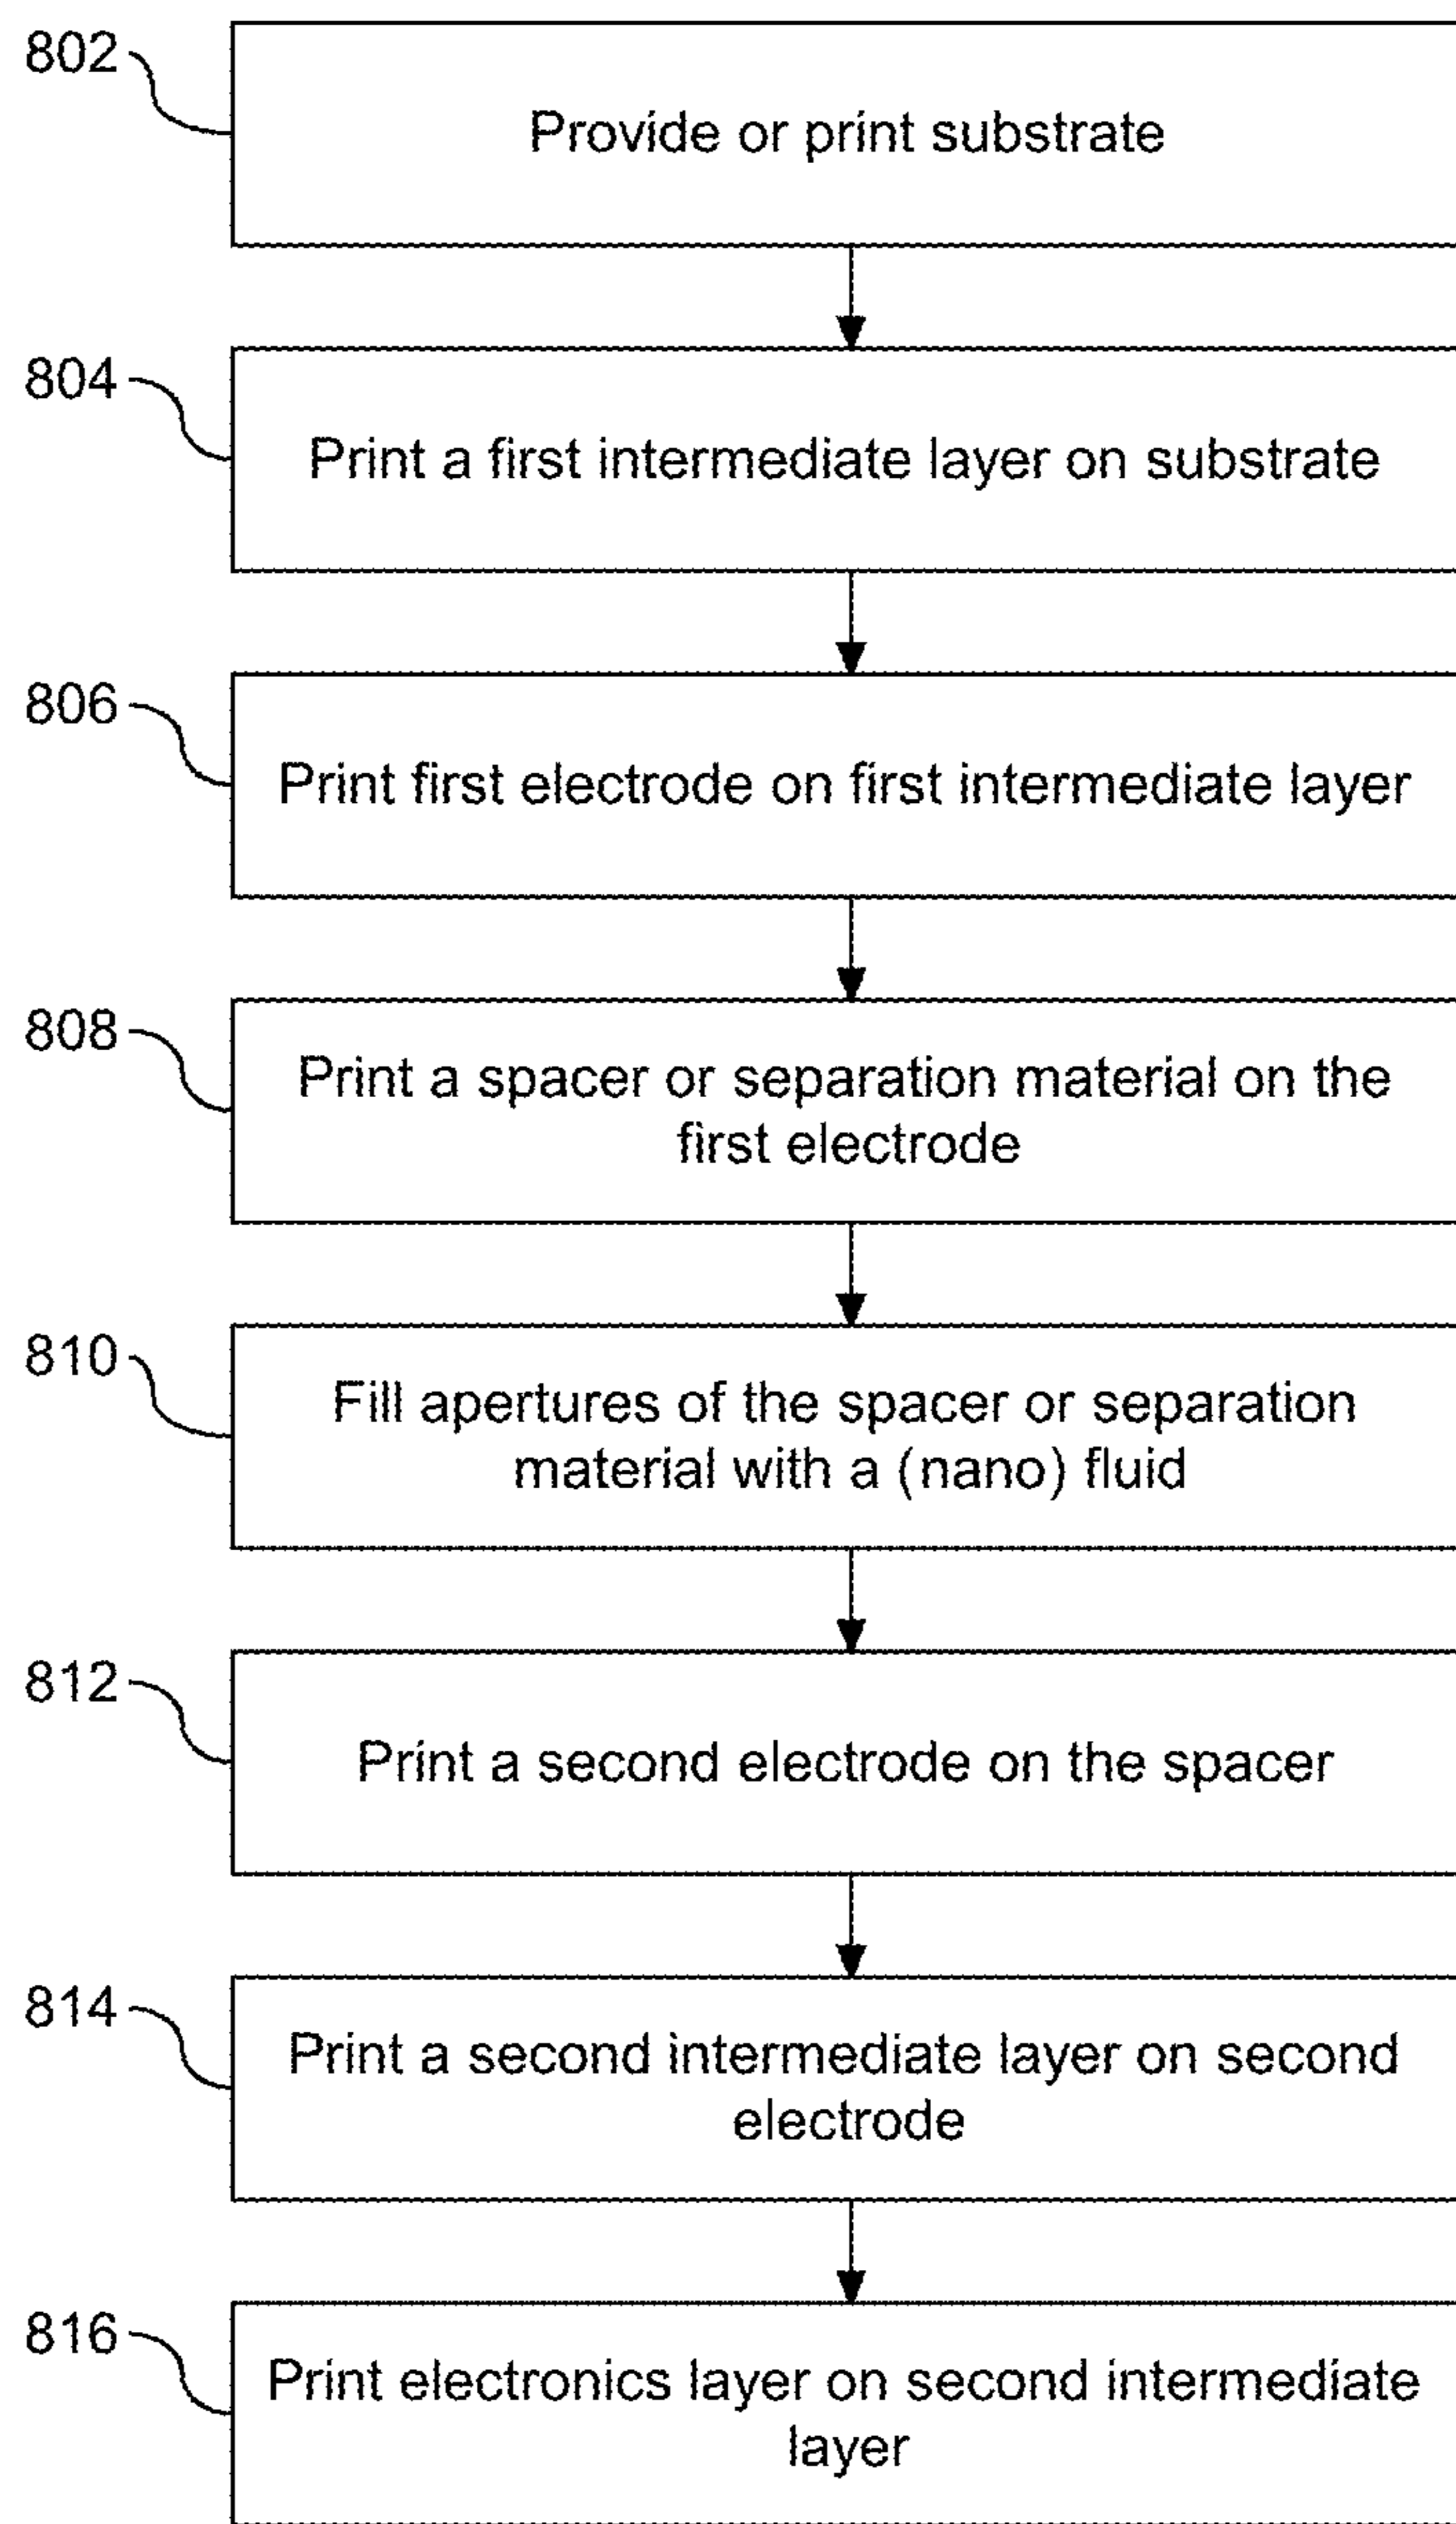 802
Provide or print substrate
804
Print a first intermediate layer on substrate
806
Print first electrode on first intermediate layer
808
Print a spacer or separation material on the
first electrode
810
Fill apertures of the spacer or separation
material with a (nano) fluid
812
Print a second electrode on the spacer
814
Print a second intermediate layer on second
electrode
816
Print electronics layer on second intermediate
layer